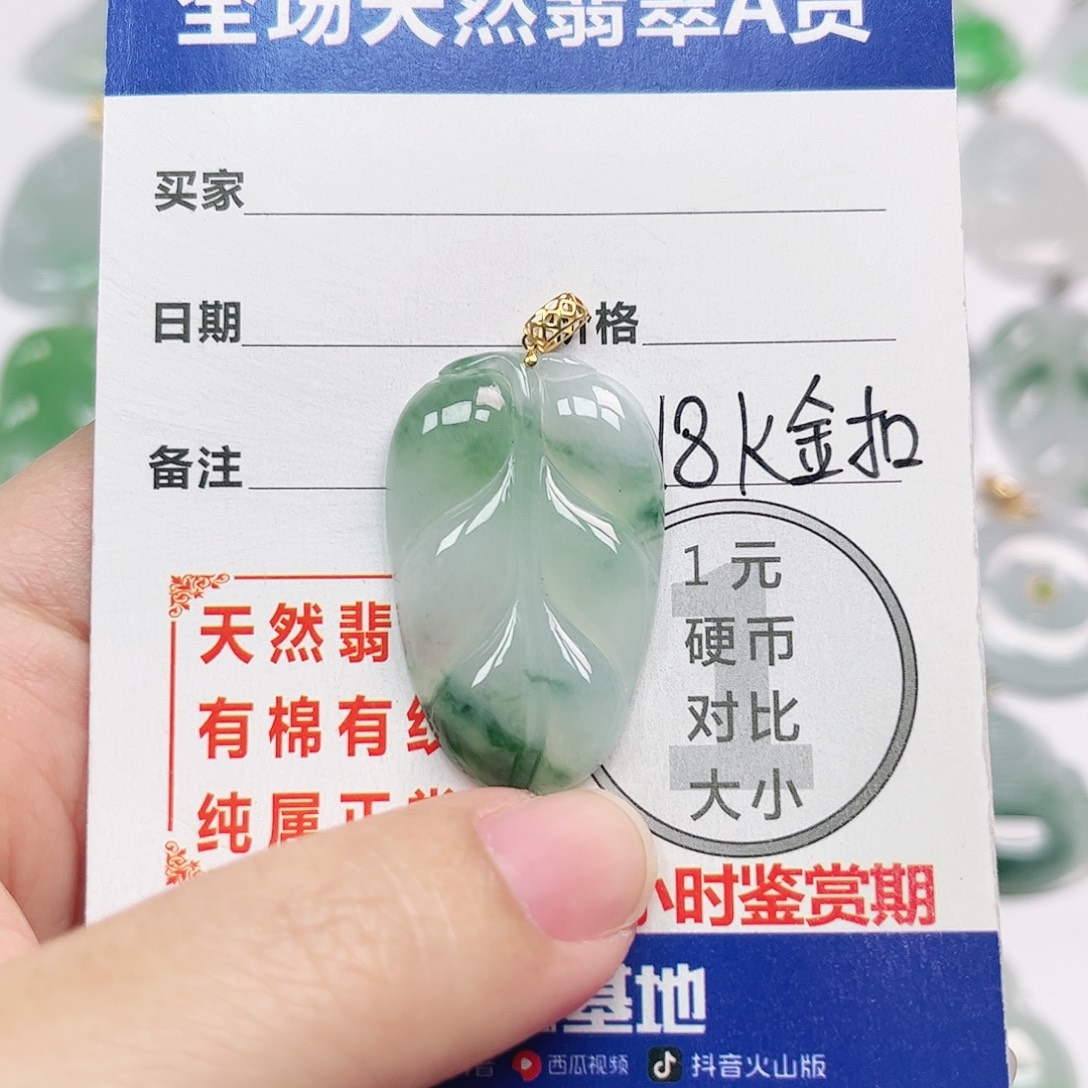 全场天然翡翠A货
买家
日期
价格
备注
18K金扣
天然翡
有棉有纹
纯属正常
1元
硬币
对比
大小
小时鉴赏期
基地
西瓜视频
抖音火山版